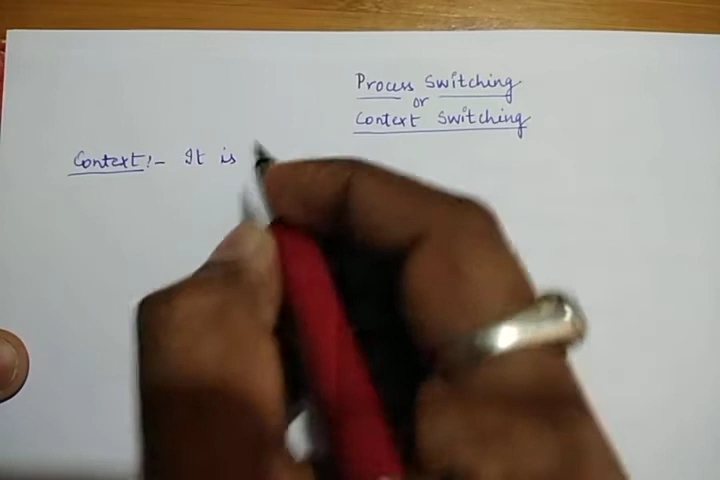 Process Switching
or
Context Switching
Context:- It is